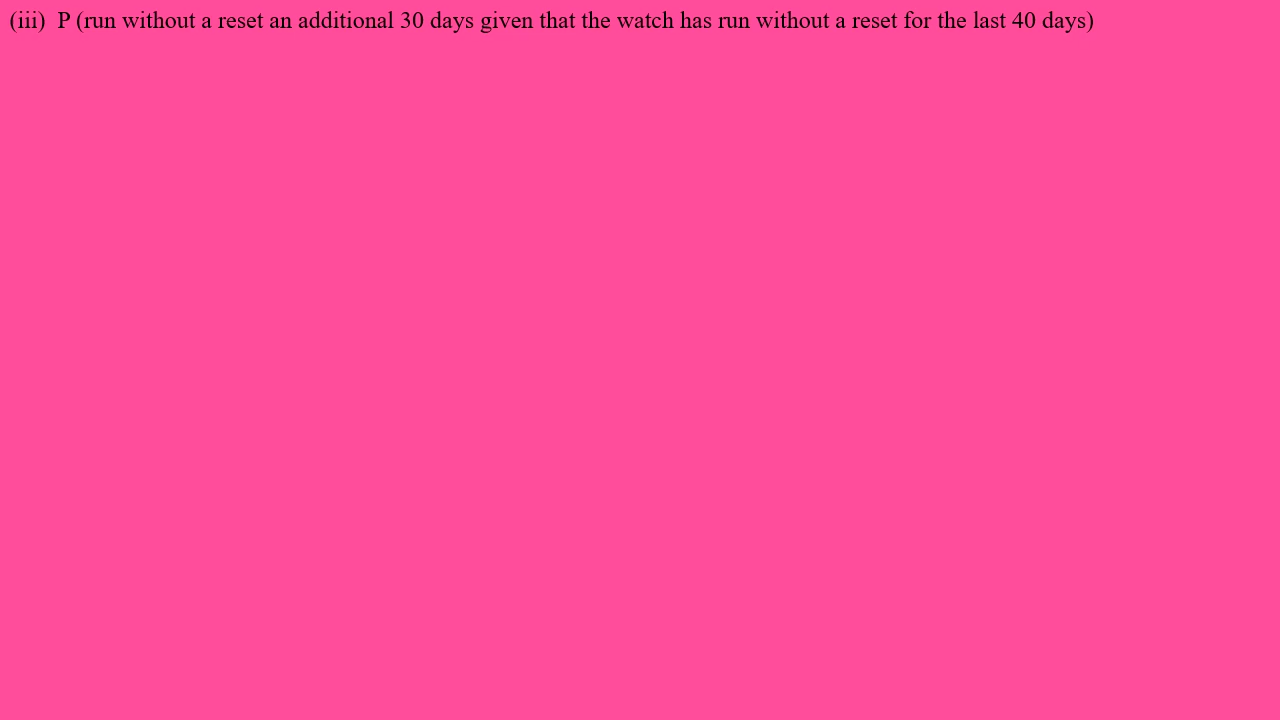 (iii)  P (run without a reset an additional 30 days given that the watch has run without a reset for the last 40 days)